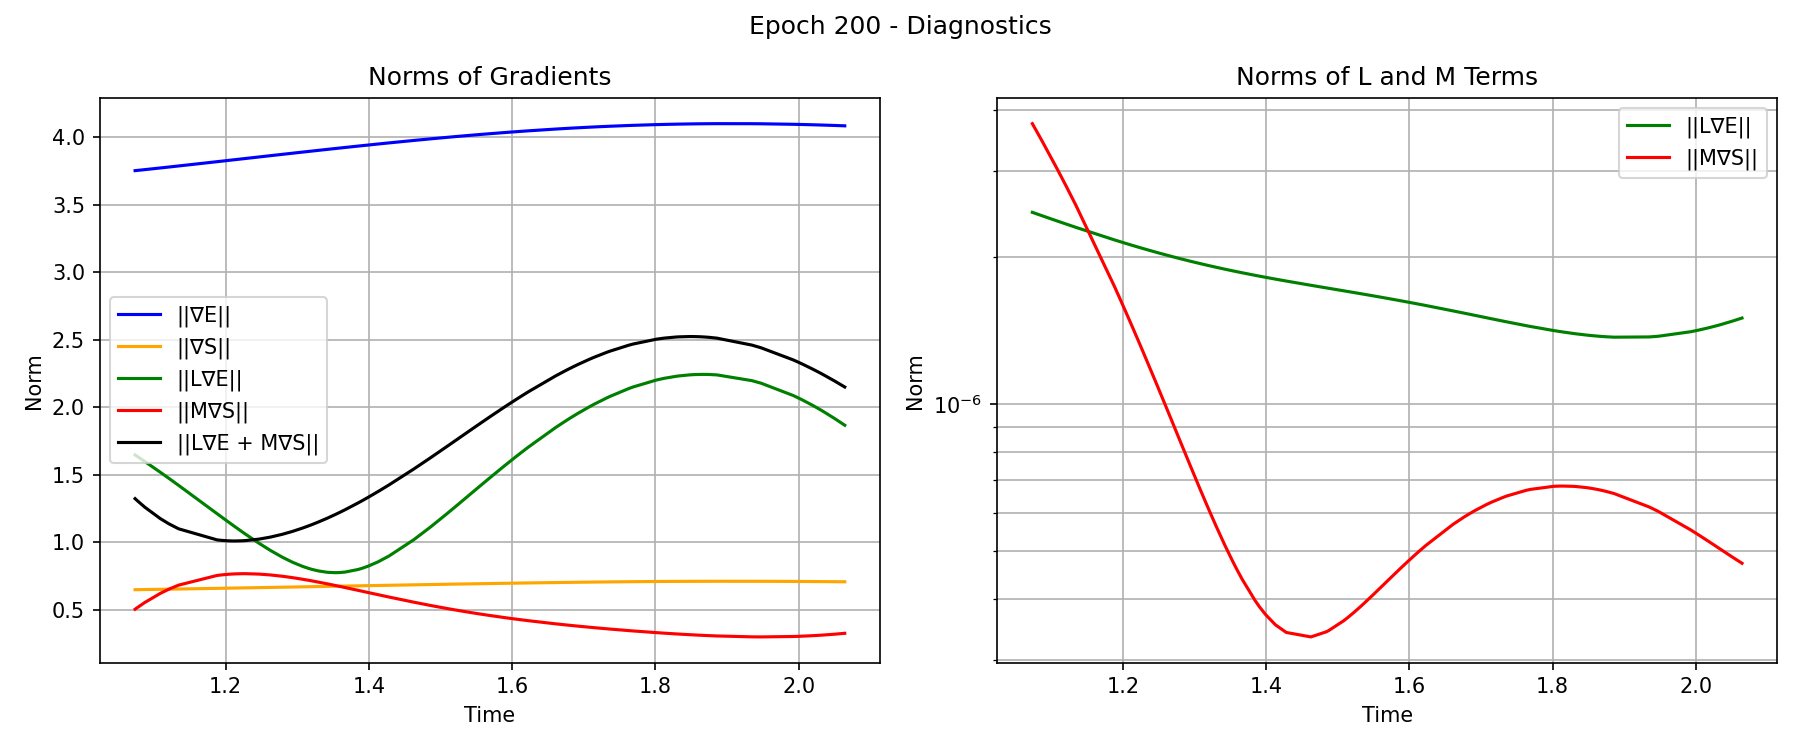 Epoch 200 - Diagnostics
Norms of Gradients
Norm
4.0
3.5
3.0
2.5
2.0
1.5
1.0
0.5
||∇E||
||∇S||
||L∇E||
||M∇S||
||L∇E + M∇S||
1.2 1.4 1.6 1.8 2.0
Time
Norms of L and M Terms
Norm
10⁻⁶
||L∇E||
||M∇S||
1.2 1.4 1.6 1.8 2.0
Time